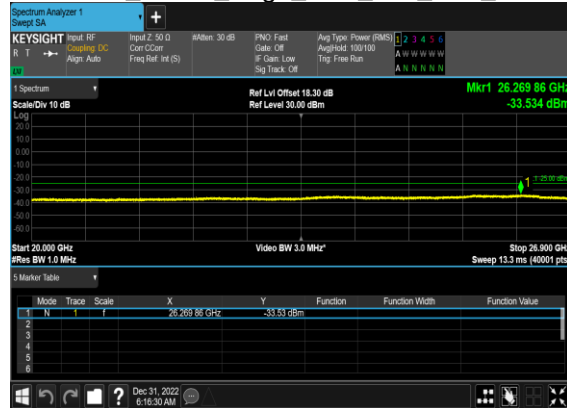 Spectrum Analyzer 1
Swept SA
+
KEYSIGHT Input: RF Input Z: 50 Ω #Atten: 30 dB PNO: Fast Avg Type: Power (RMS) 1 2 3 4 5 6
R T Coupling: DC Corr CCorr Gate: Off Avg|Hold: 100/100 A W W W W W
Align: Auto Freq Ref: Int (S) IF Gain: Low Trig: Free Run
Sig Track: Off A N N N N N
1 Spectrum Ref Lvl Offset 18.30 dB Mkr1 26.269 86 GHz
Scale/Div 10 dB Ref Level 30.00 dBm -33.534 dBm
Log
20.0
10.0
0.00
-10.0
-20.0
-30.0
-40.0
-50.0
-60.0
1
Start 20.000 GHz Video BW 3.0 MHz* Stop 26.900 GHz
#Res BW 1.0 MHz Sweep 13.3 ms (40001 pts
5 Marker Table
Mode Trace Scale X Y Function Function Width Function Value
1 N 1 f 26.269 86 GHz -33.53 dBm
2
3
4
5
6
? Dec 31, 2022
6:16:30 AM